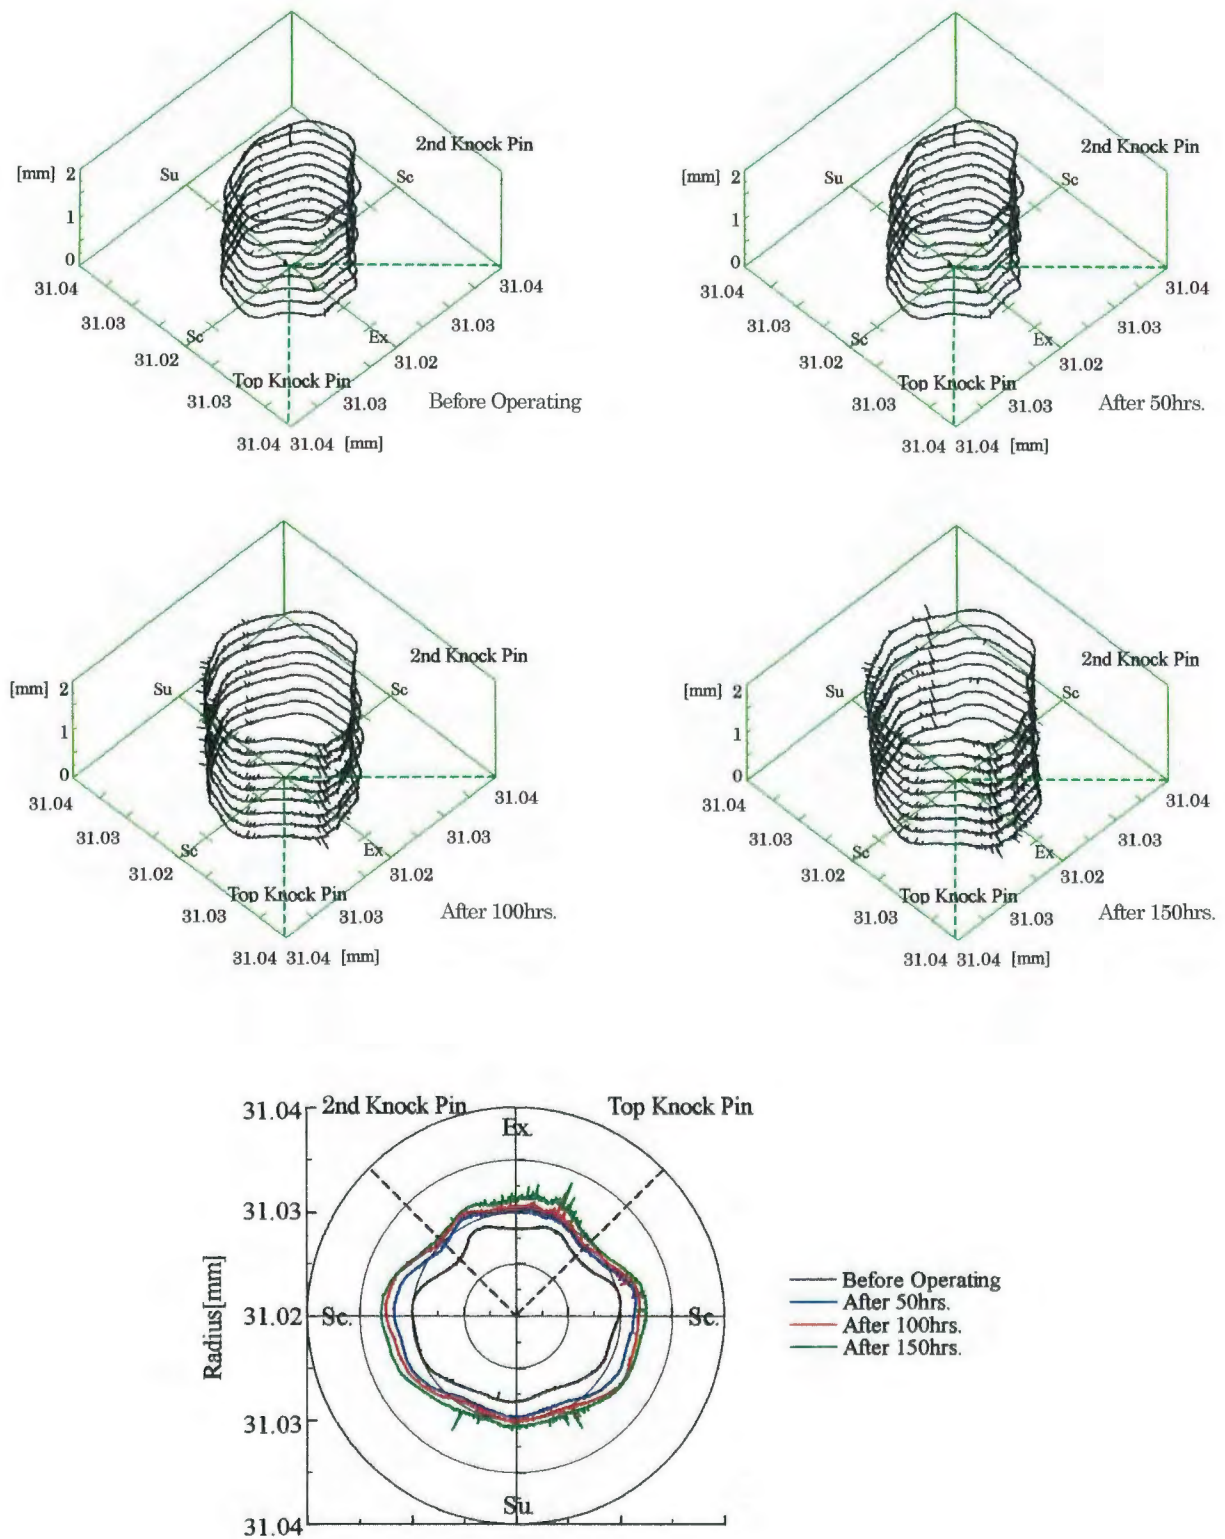 2nd Knock Pin
[mm] 2
Su
Sc
1
0
31.04
31.04
31.03
31.03
Sc
Ex
31.02
31.02
Top Knock Pin
31.03
31.03
Before Operating
31.04 31.04 [mm]
2nd Knock Pin
[mm] 2
Su
Sc
1
0
31.04
31.04
31.03
31.03
Sc
Ex
31.02
31.02
Top Knock Pin
31.03
31.03
After 50hrs.
31.04 31.04 [mm]
2nd Knock Pin
[mm] 2
Su
Sc
1
0
31.04
31.04
31.03
31.03
Sc
Ex
31.02
31.02
Top Knock Pin
31.03
31.03
After 100hrs.
31.04 31.04 [mm]
2nd Knock Pin
[mm] 2
Su
Sc
1
0
31.04
31.04
31.03
31.03
Sc
Ex
31.02
31.02
Top Knock Pin
31.03
31.03
After 150hrs.
31.04 31.04 [mm]
31.04
2nd Knock Pin
Top Knock Pin
Ex.
31.03
Radius[mm]
31.02
Sc.
Sc.
31.03
Su.
31.04
Before Operating
After 50hrs.
After 100hrs.
After 150hrs.